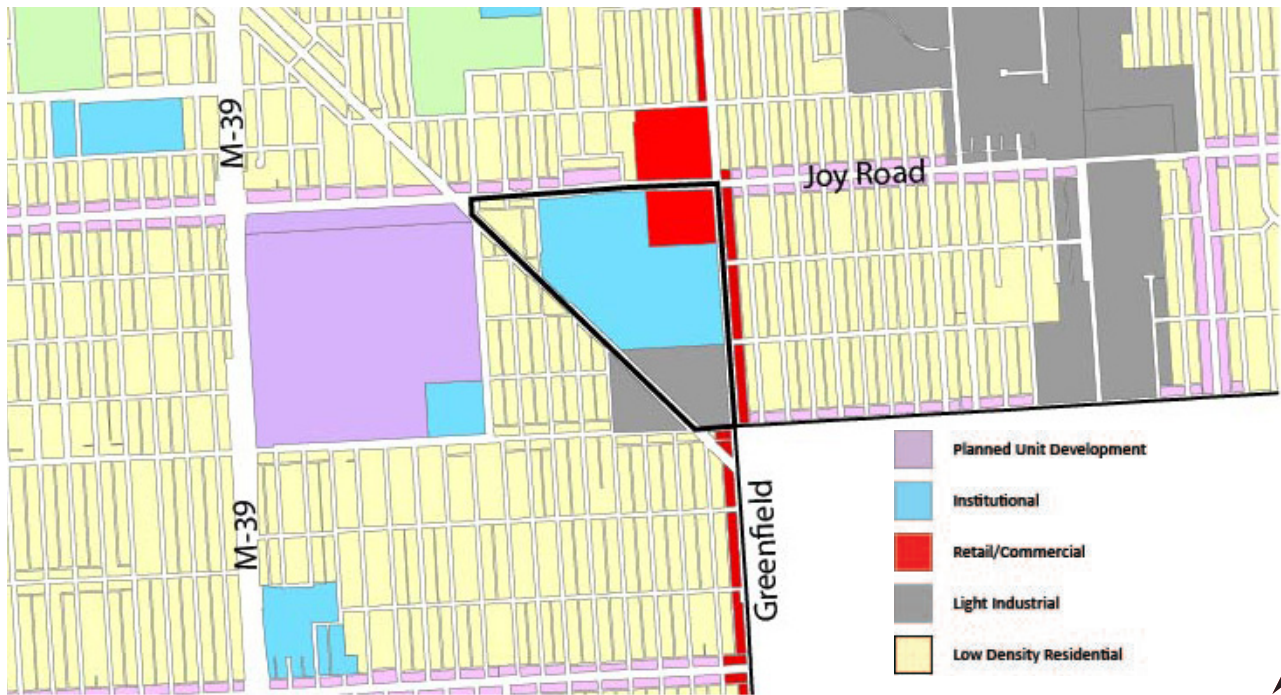 M-39
Joy Road
M-39
Greenfield
Planned Unit Development
Institutional
Retail/Commercial
Light Industrial
Low Density Residential